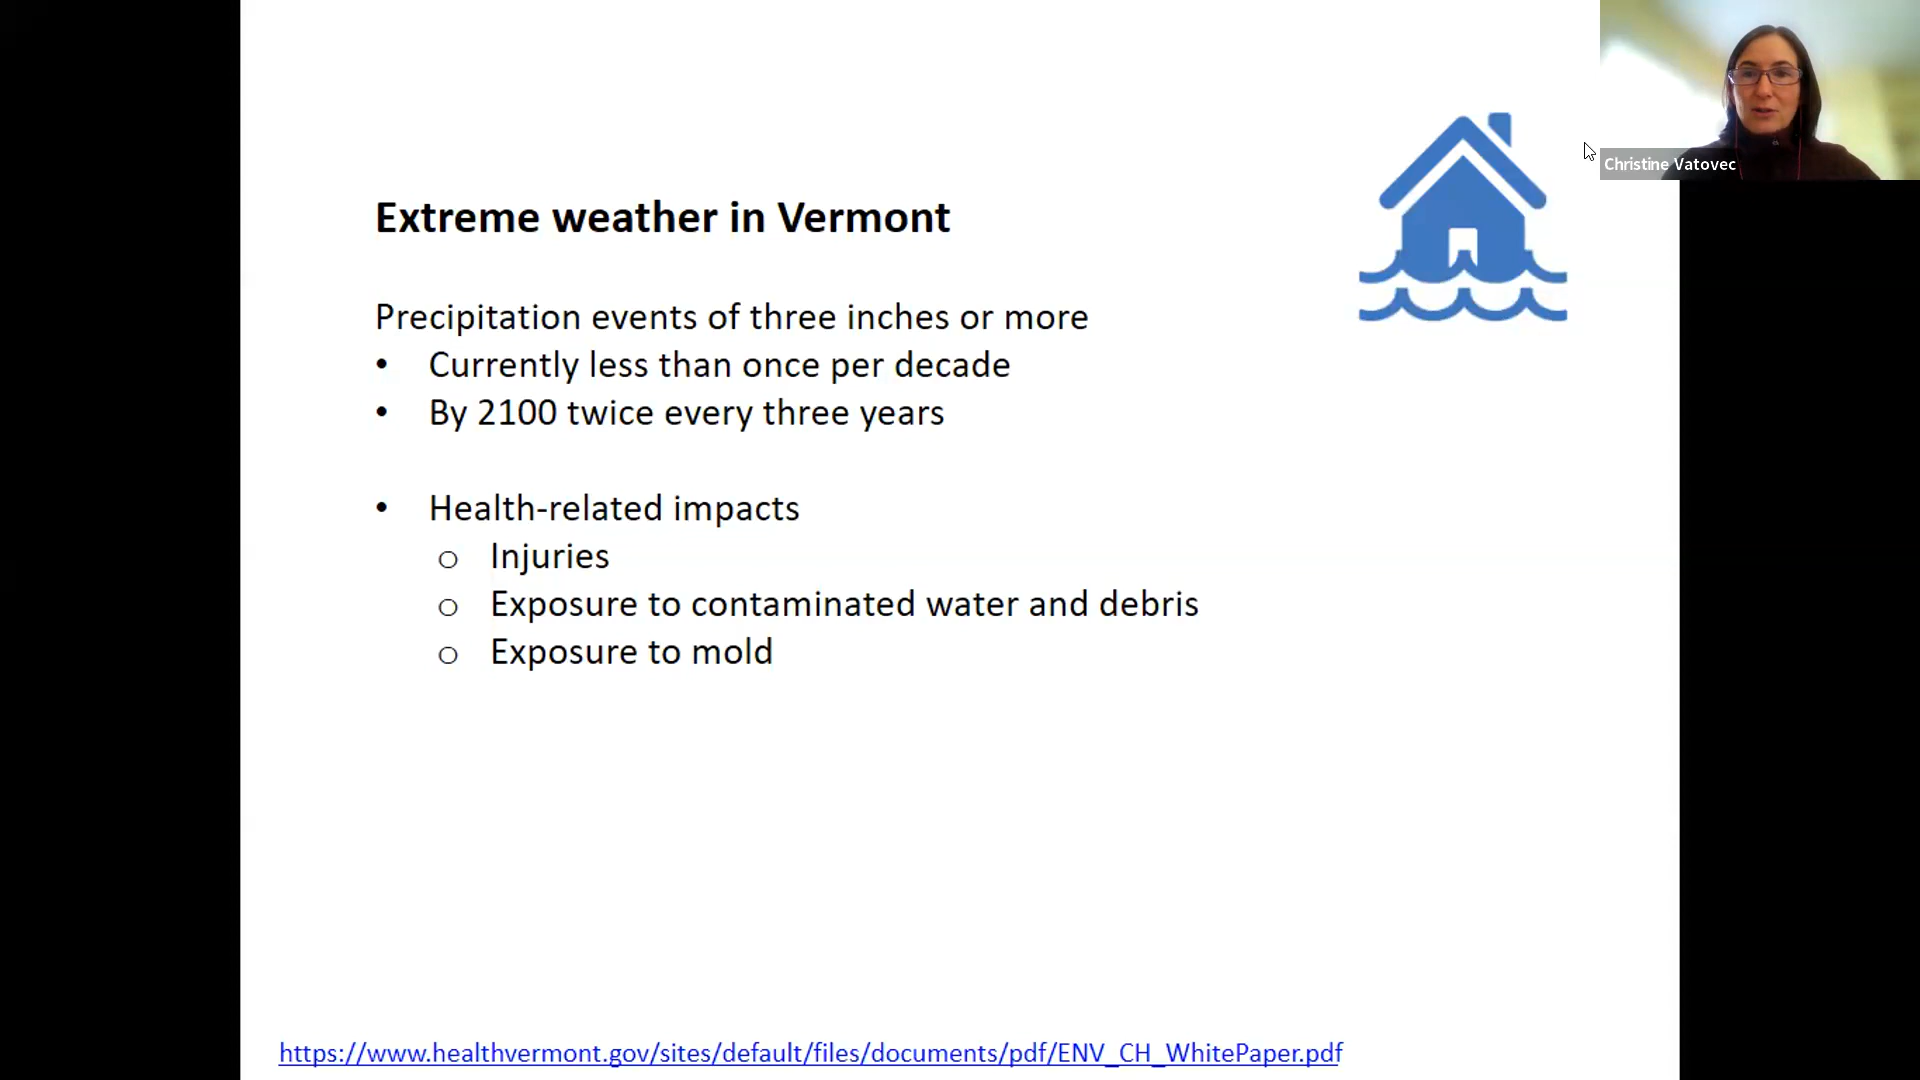 Extreme weather in Vermont
Precipitation events of three inches or more
• Currently less than once per decade
• By 2100 twice every three years
• Health-related impacts
o Injuries
o Exposure to contaminated water and debris
o Exposure to mold
https://www.healthvermont.gov/sites/default/files/documents/pdf/ENV_CH_WhitePaper.pdf
Christine Vatovec